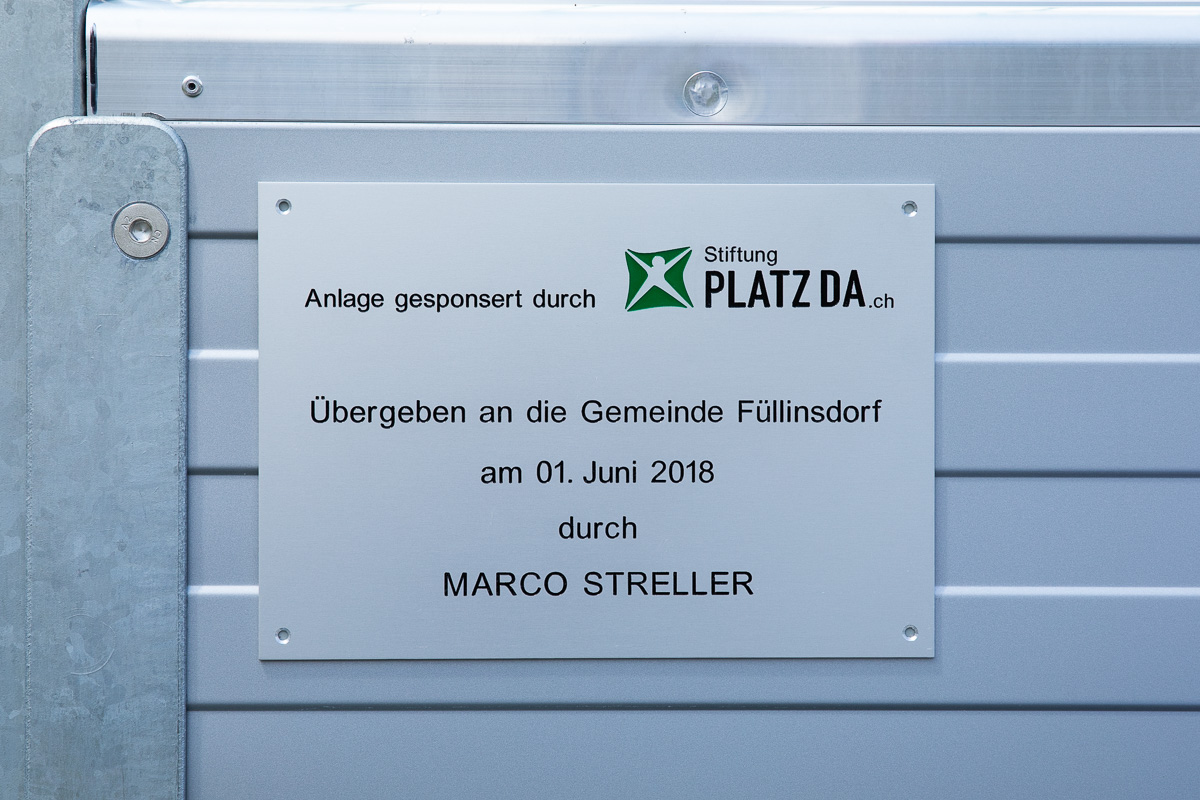 Stiftung
Anlage gesponsert durch PLATZ DA.ch
Übergeben an die Gemeinde Füllinsdorf
am 01. Juni 2018
durch
MARCO STRELLER